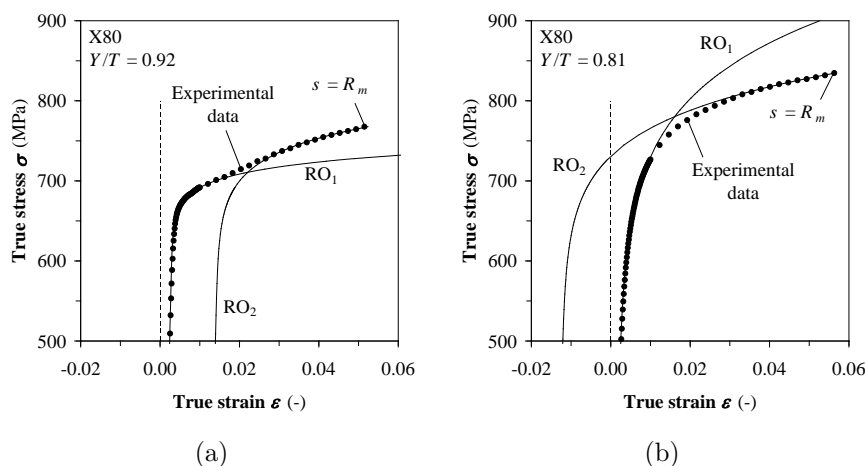 900
800
700
600
500
True stress σ (MPa)
X80
Y/T = 0.92
Experimental
data
s = Rm
RO1
RO2
-0.02 0.00 0.02 0.04 0.06
True strain ε (-)
(a)
900
800
700
600
500
True stress σ (MPa)
X80
Y/T = 0.81
RO1
s = Rm
RO2
Experimental
data
-0.02 0.00 0.02 0.04 0.06
True strain ε (-)
(b)